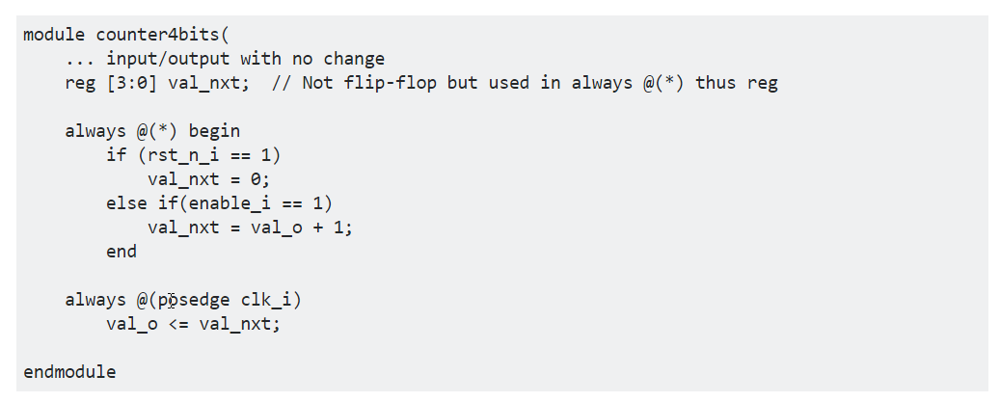 module counter4bits(
    ... input/output with no change
    reg [3:0] val_nxt;  // Not flip-flop but used in always @(*) thus reg

    always @(*) begin
        if (rst_n_i == 1)
            val_nxt = 0;
        else if(enable_i == 1)
            val_nxt = val_o + 1;
        end

    always @(posedge clk_i)
        val_o <= val_nxt;

endmodule